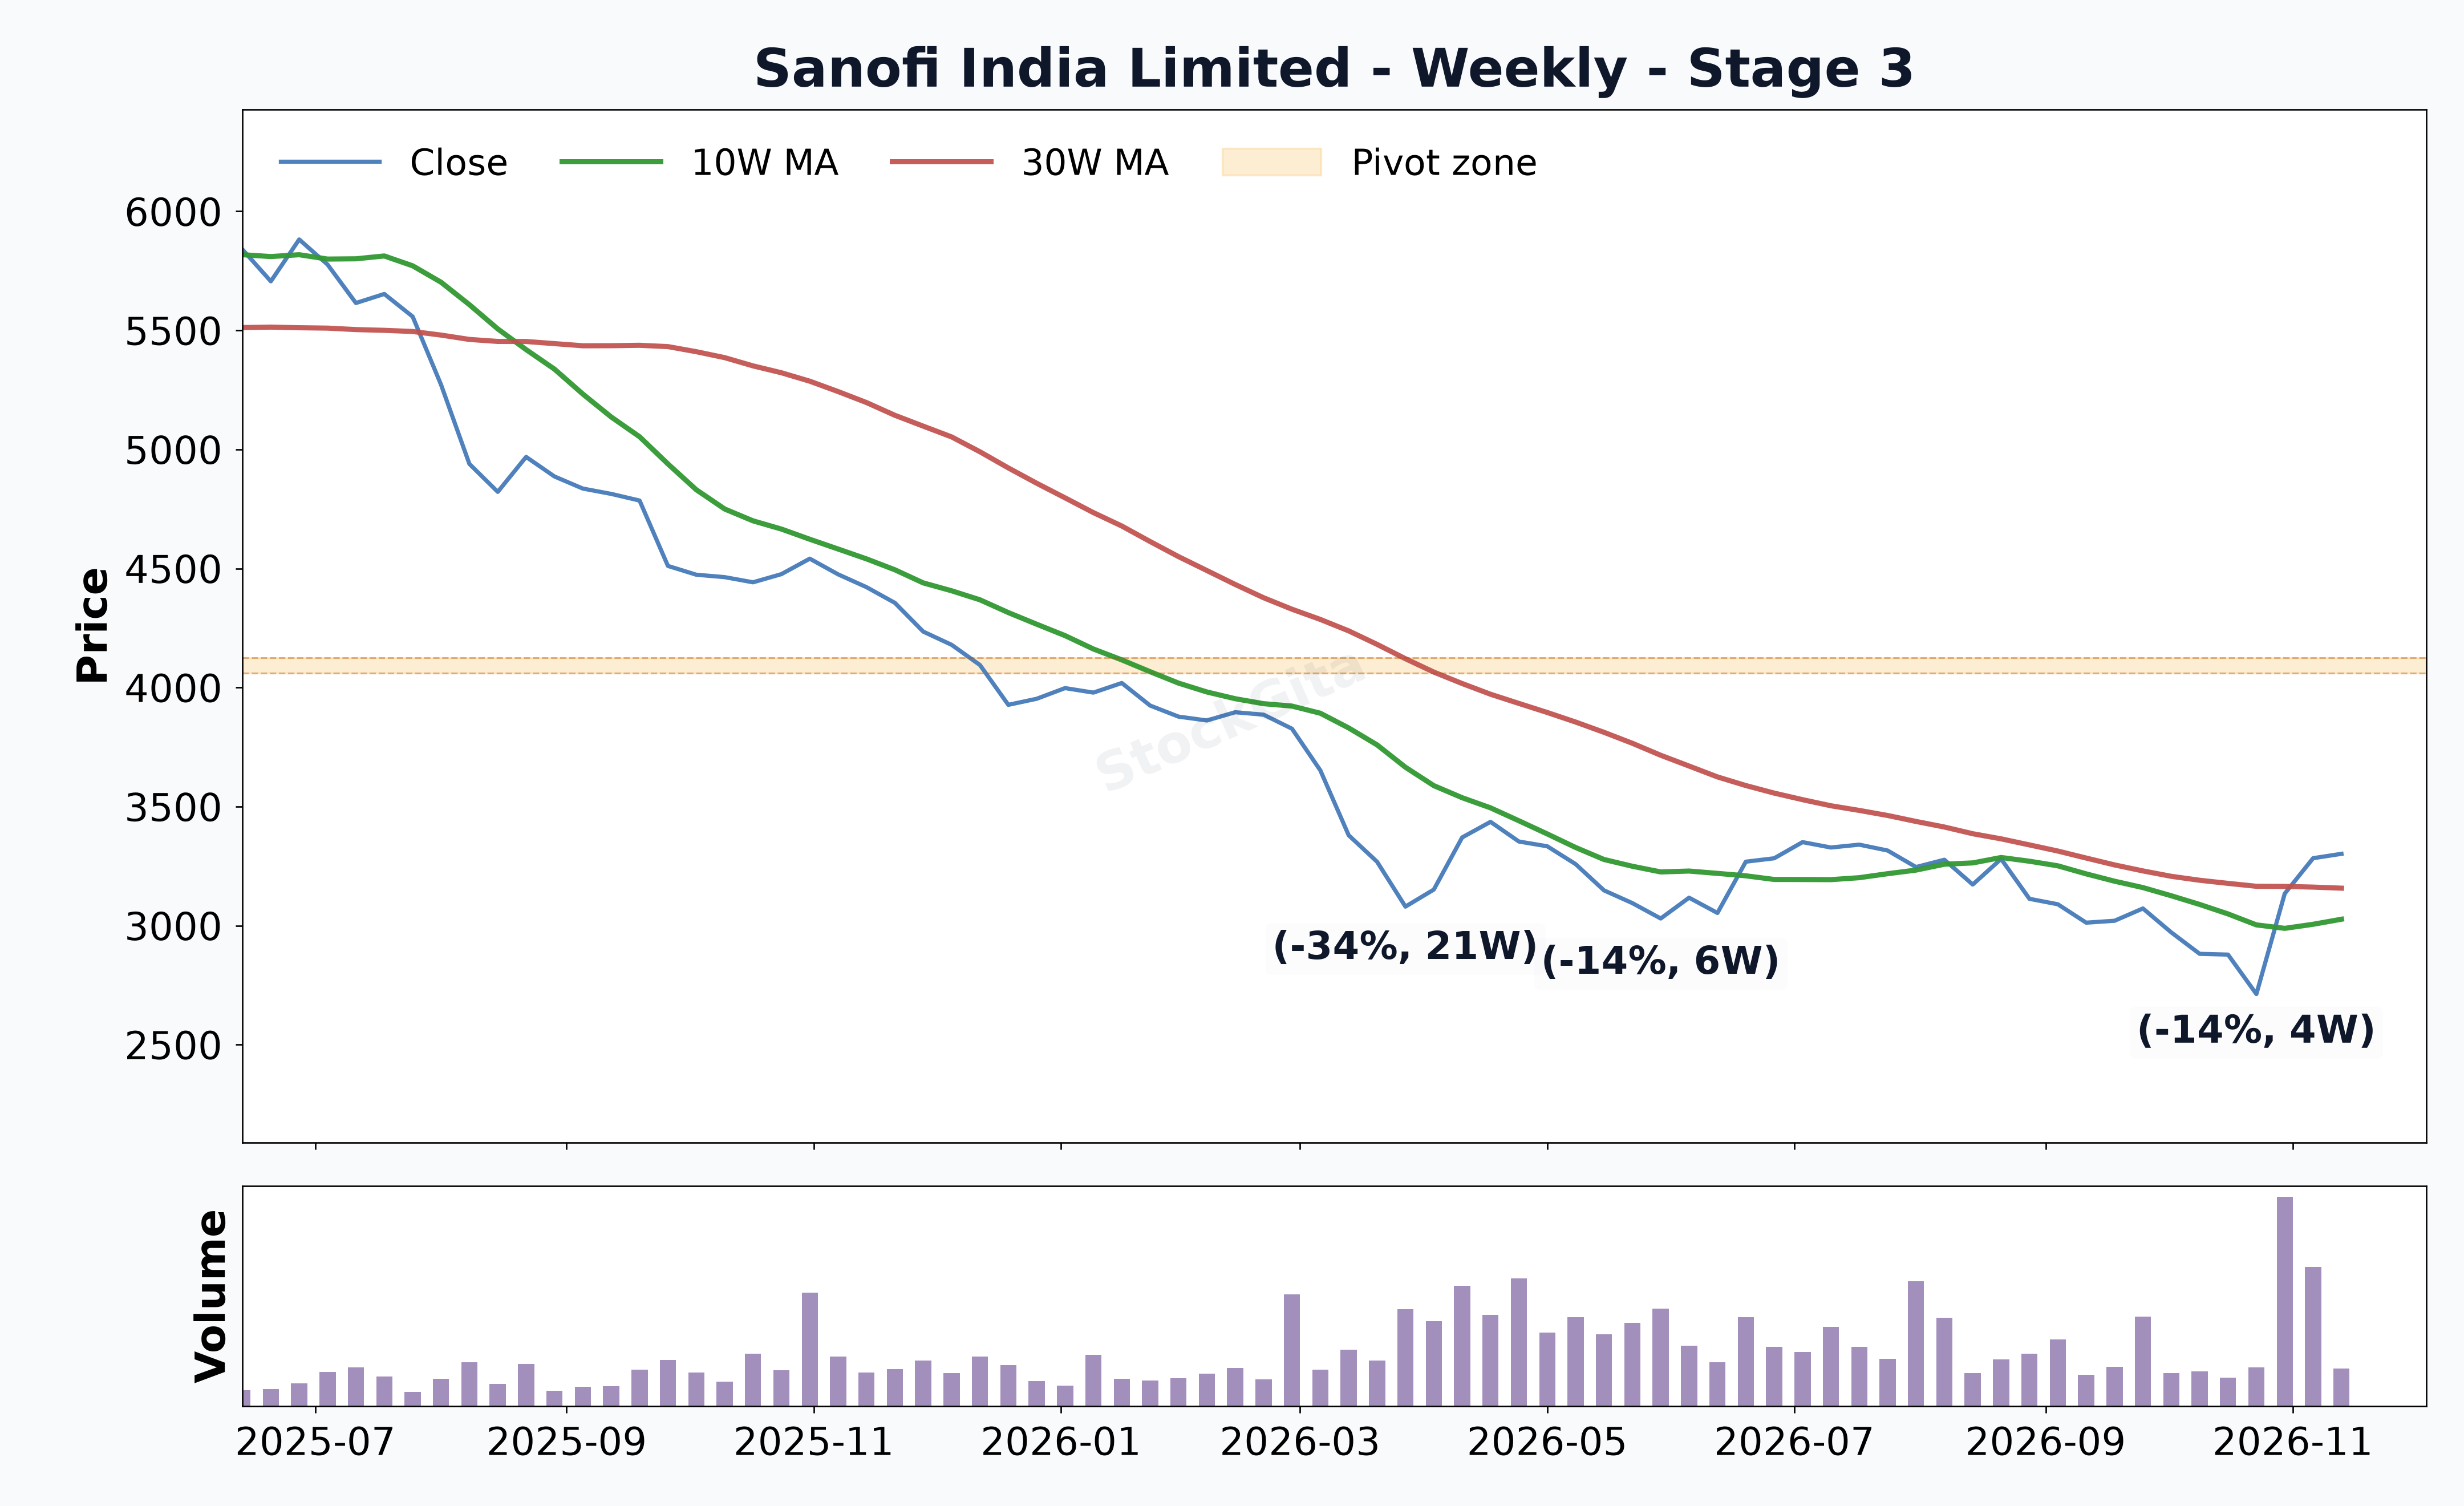 Sanofi India Limited - Weekly - Stage 3
Close
10W MA
30W MA
Pivot zone
6000
5500
5000
4500
4000
3500
3000
2500
Price
StockGita
(-34%, 21W)
(-14%, 6W)
(-14%, 4W)
Volume
2025-07
2025-09
2025-11
2026-01
2026-03
2026-05
2026-07
2026-09
2026-11